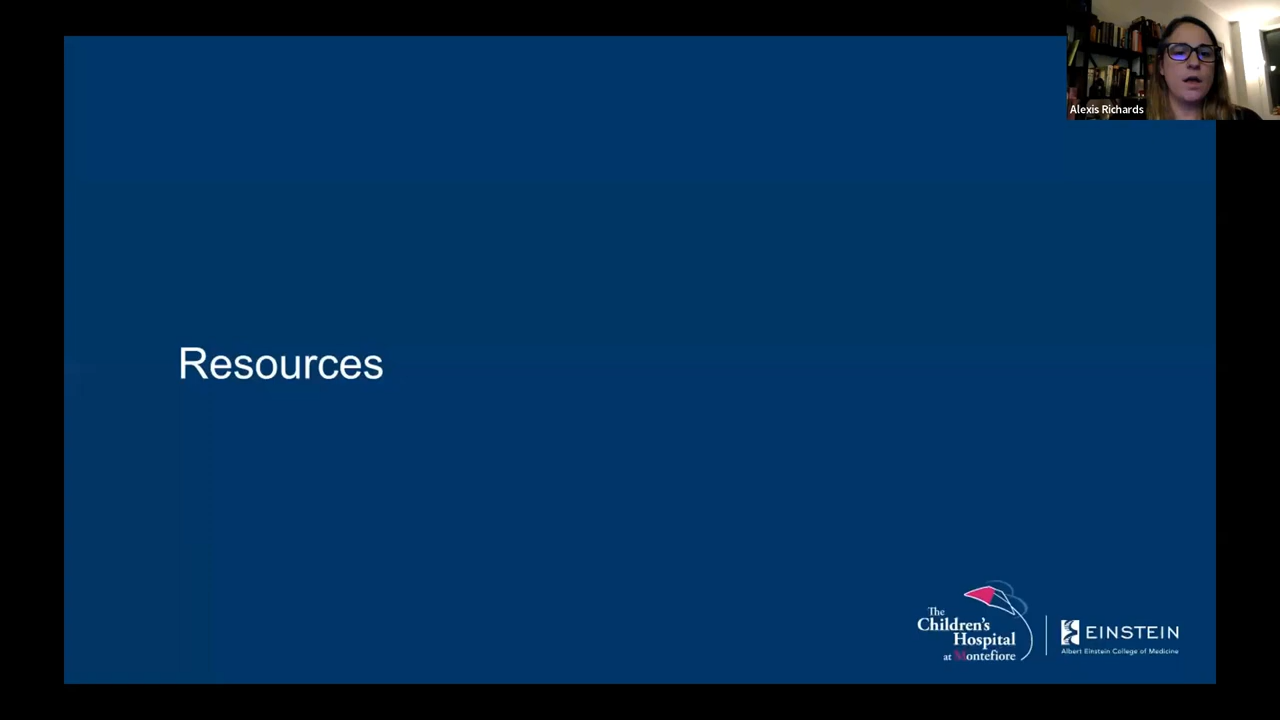 Alexis Richards
Resources
The
Children's
Hospital
at Montefiore
EINSTEIN
Albert Einstein College of Medicine